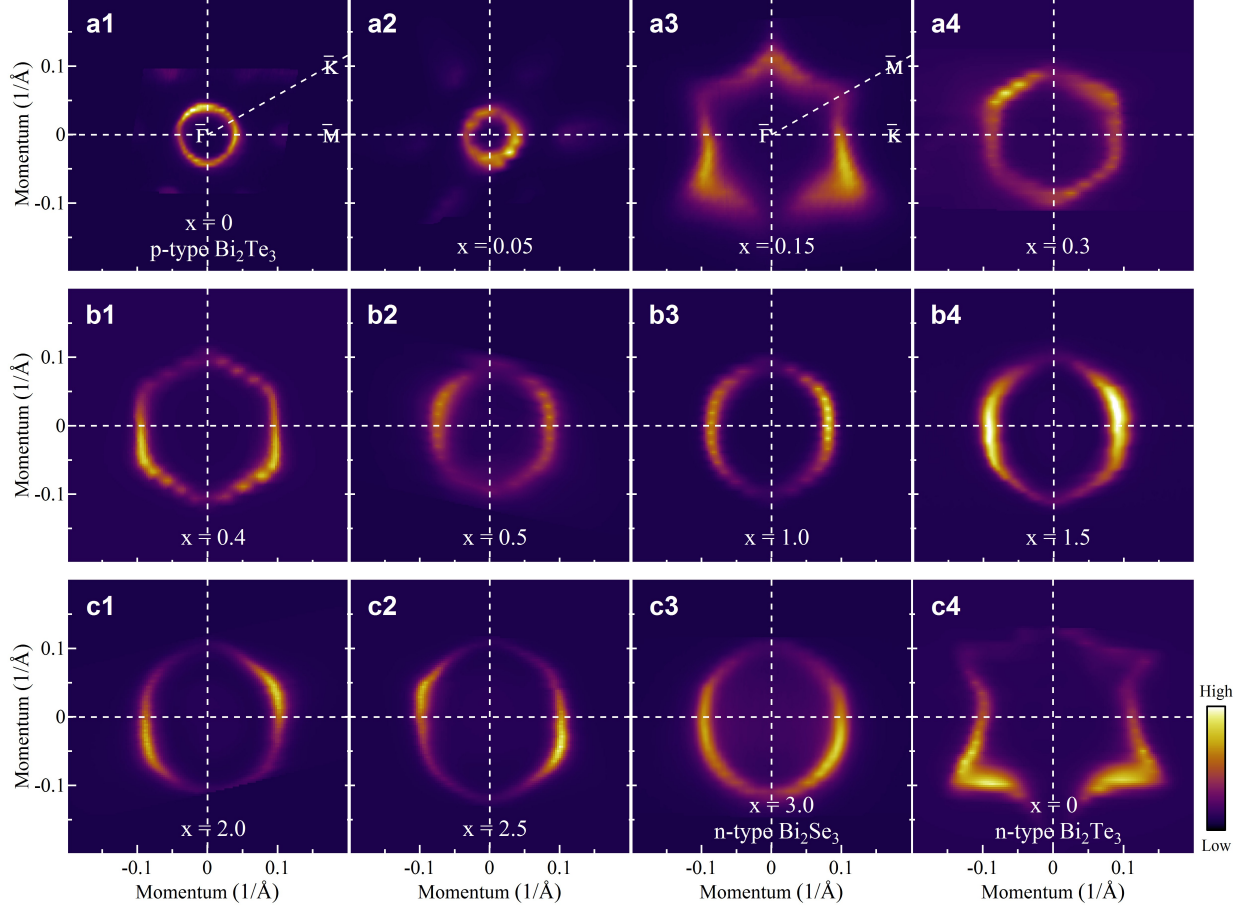 a1
a2
a3
a4
Momentum (1/Å)
0.1
0
-0.1
K̅
Γ̅
M̅
M̅
Γ̅
K̅
x = 0
p-type Bi₂Te₃
x = 0.05
x = 0.15
x = 0.3
b1
b2
b3
b4
Momentum (1/Å)
0.1
0
-0.1
x = 0.4
x = 0.5
x = 1.0
x = 1.5
c1
c2
c3
c4
Momentum (1/Å)
0.1
0
-0.1
x = 2.0
x = 2.5
x = 3.0
n-type Bi₂Se₃
x = 0
n-type Bi₂Te₃
High
Low
-0.1 0 0.1
-0.1 0 0.1
-0.1 0 0.1
-0.1 0 0.1
Momentum (1/Å)
Momentum (1/Å)
Momentum (1/Å)
Momentum (1/Å)